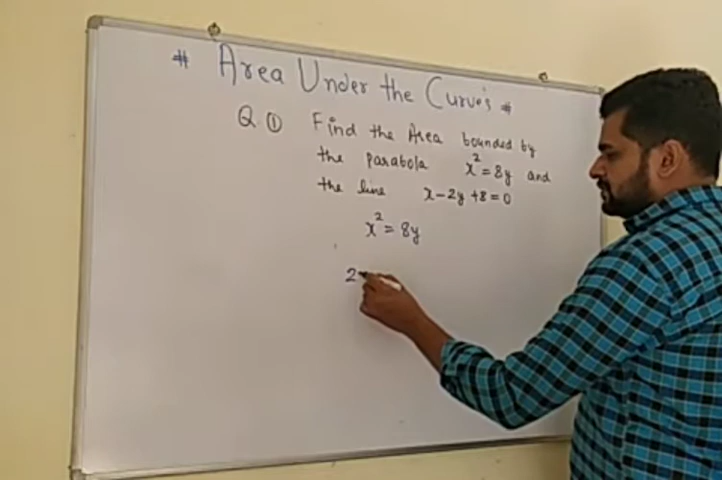 # Area Under the Curve's #
Q ① Find the Area bounded by
the parabola x² = 8y and
the line x - 2y + 8 = 0
x² = 8y
2